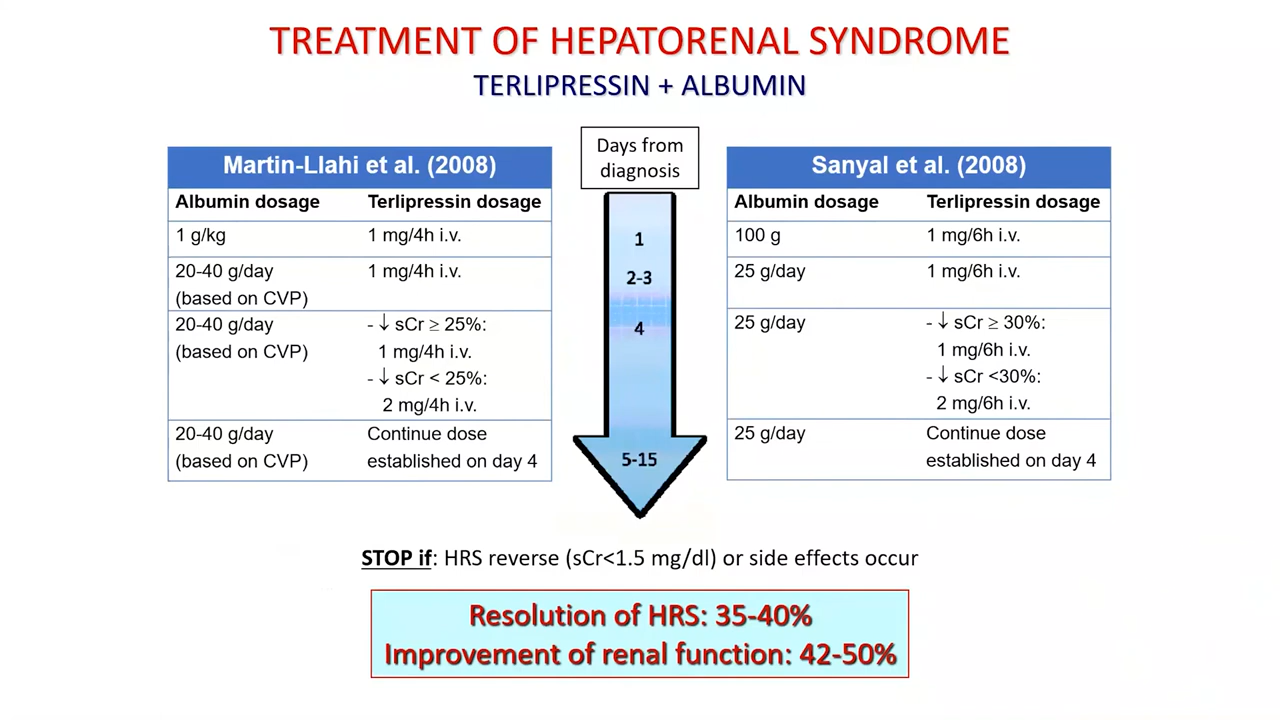 TREATMENT OF HEPATORENAL SYNDROME
TERLIPRESSIN + ALBUMIN
Martin-Llahi et al. (2008)
Albumin dosage Terlipressin dosage
1 g/kg 1 mg/4h i.v.
20-40 g/day 1 mg/4h i.v.
(based on CVP)
20-40 g/day - ↓ sCr ≥ 25%:
(based on CVP) 1 mg/4h i.v.
- ↓ sCr < 25%:
2 mg/4h i.v.
20-40 g/day Continue dose
(based on CVP) established on day 4
Days from
diagnosis
1
2-3
4
5-15
Sanyal et al. (2008)
Albumin dosage Terlipressin dosage
100 g 1 mg/6h i.v.
25 g/day 1 mg/6h i.v.
25 g/day - ↓ sCr ≥ 30%:
1 mg/6h i.v.
- ↓ sCr <30%:
2 mg/6h i.v.
25 g/day Continue dose
established on day 4
STOP if: HRS reverse (sCr<1.5 mg/dl) or side effects occur
Resolution of HRS: 35-40%
Improvement of renal function: 42-50%